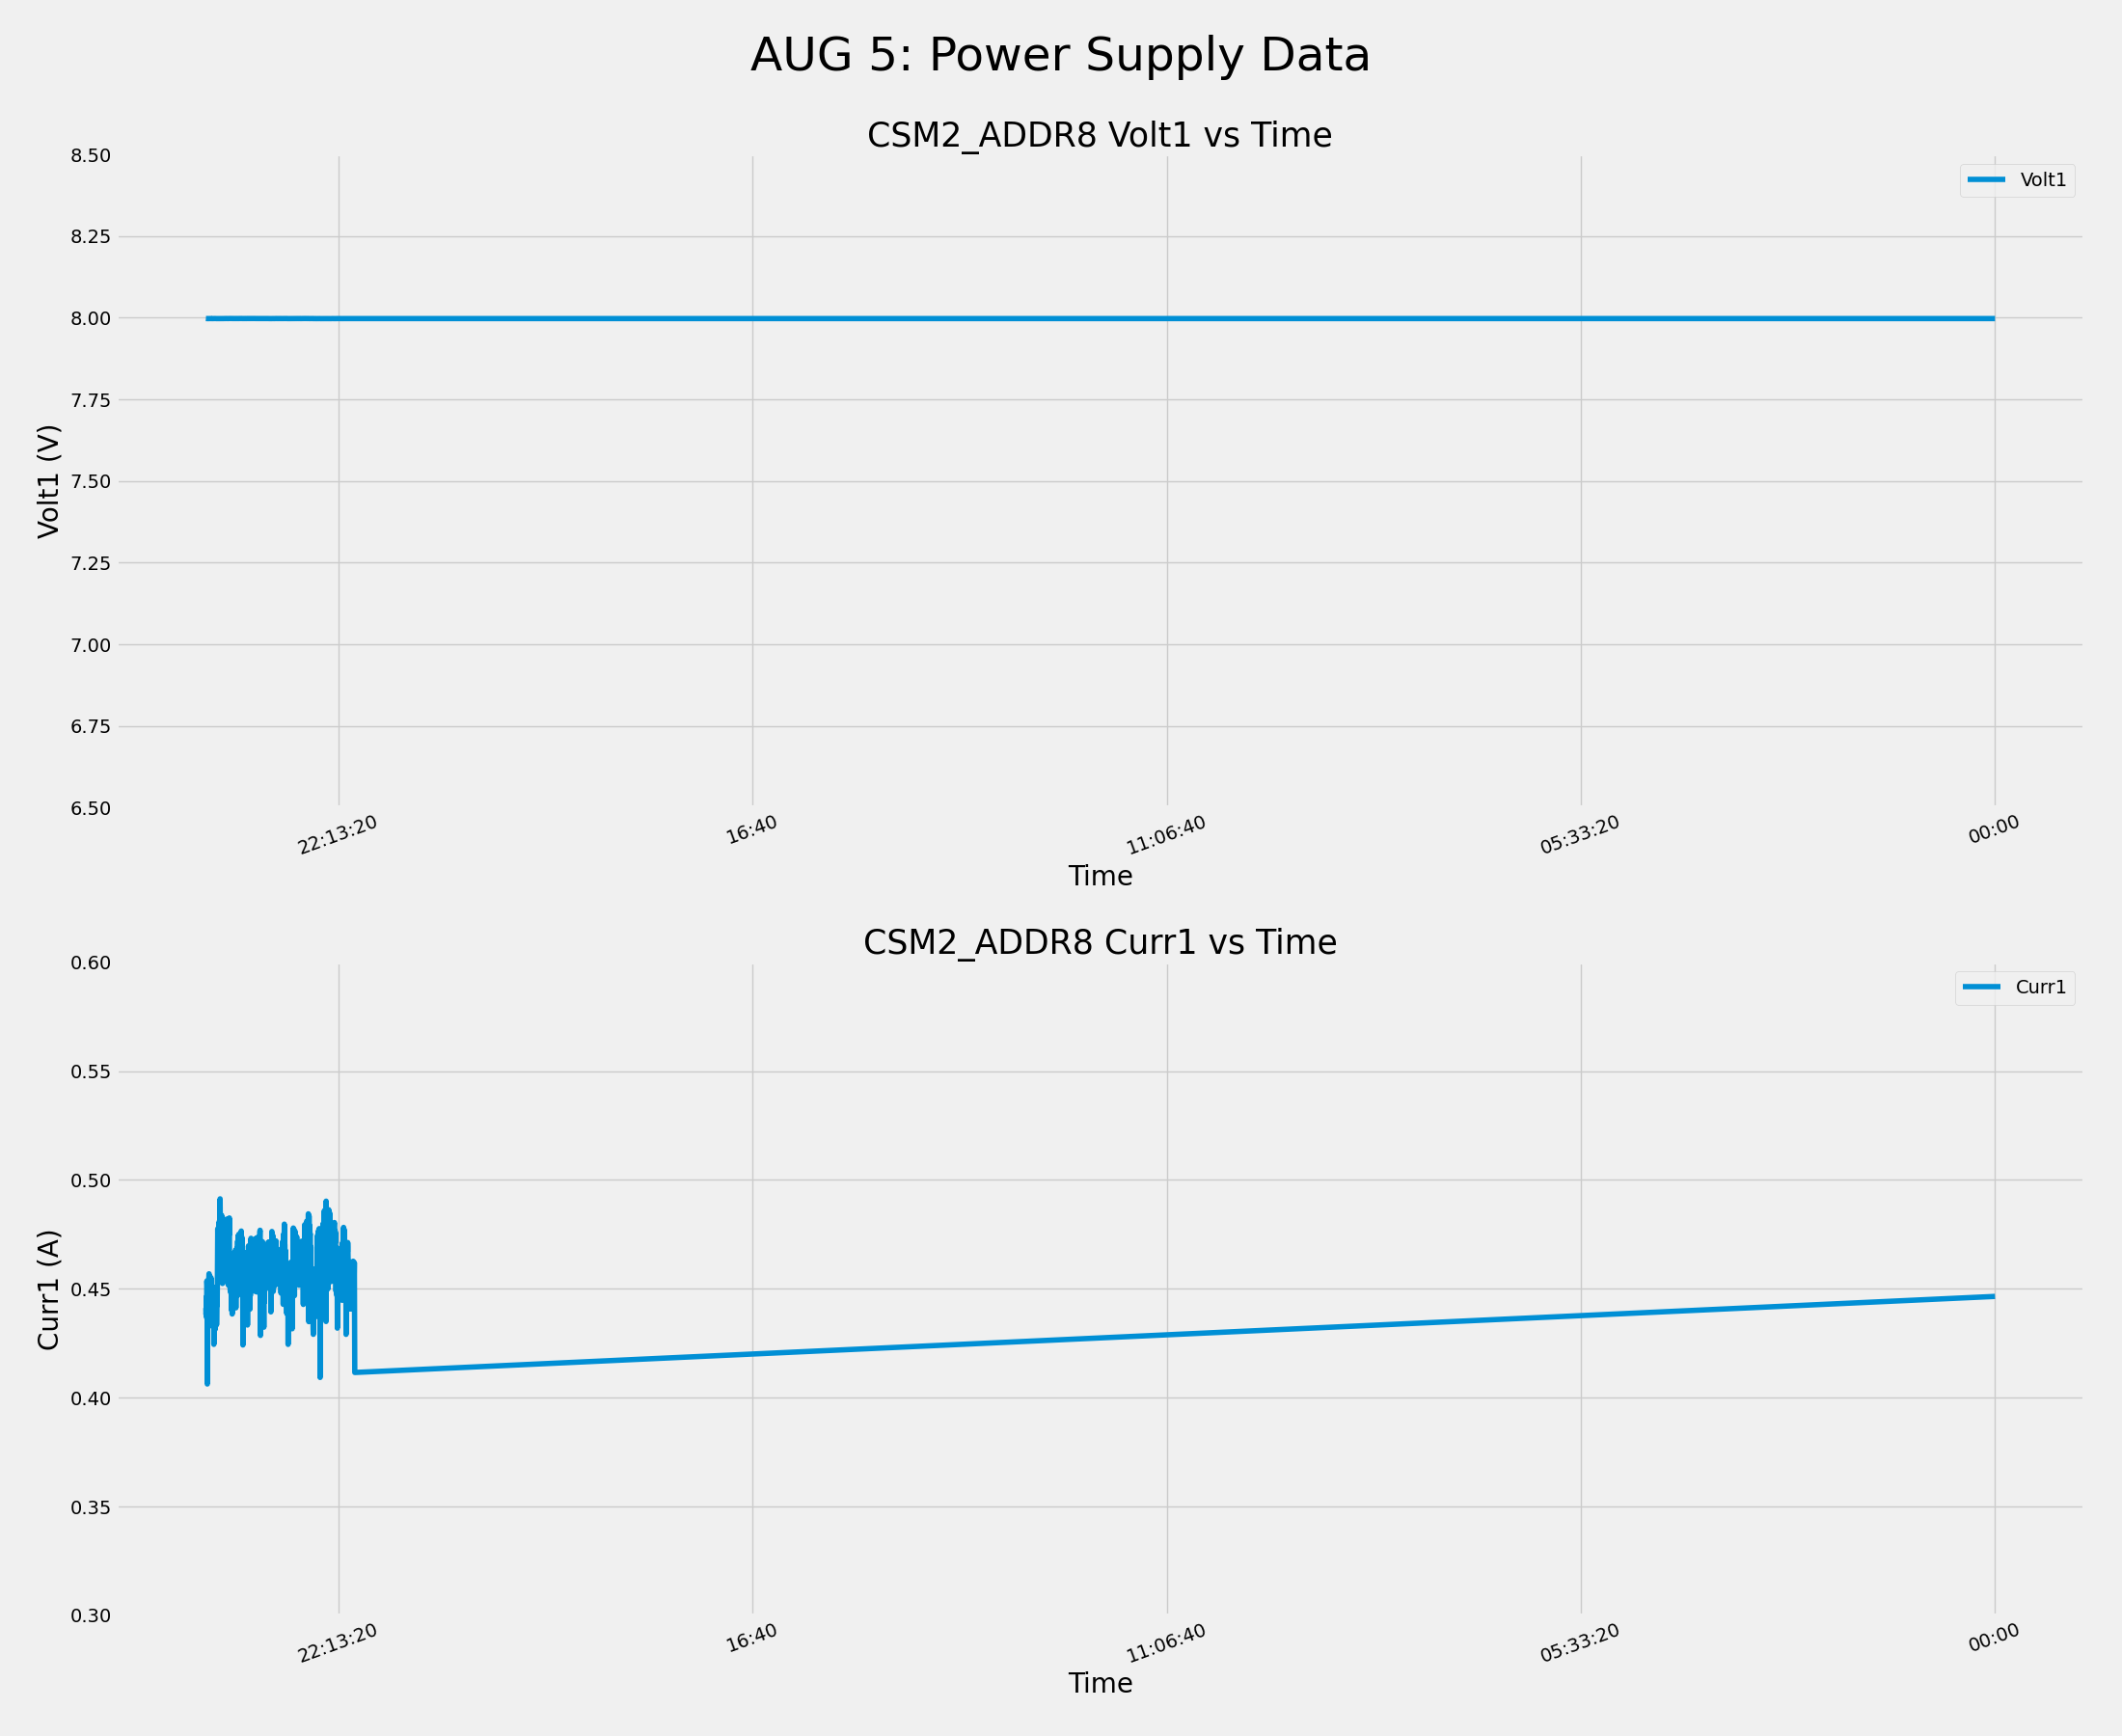 AUG 5: Power Supply Data
CSM2_ADDR8 Volt1 vs Time
8.50
8.25
8.00
7.75
7.50
7.25
7.00
6.75
6.50
Volt1 (V)
Volt1
22:13:20
16:40
11:06:40
05:33:20
00:00
Time
CSM2_ADDR8 Curr1 vs Time
0.60
0.55
0.50
0.45
0.40
0.35
0.30
Curr1 (A)
Curr1
22:13:20
16:40
11:06:40
05:33:20
00:00
Time